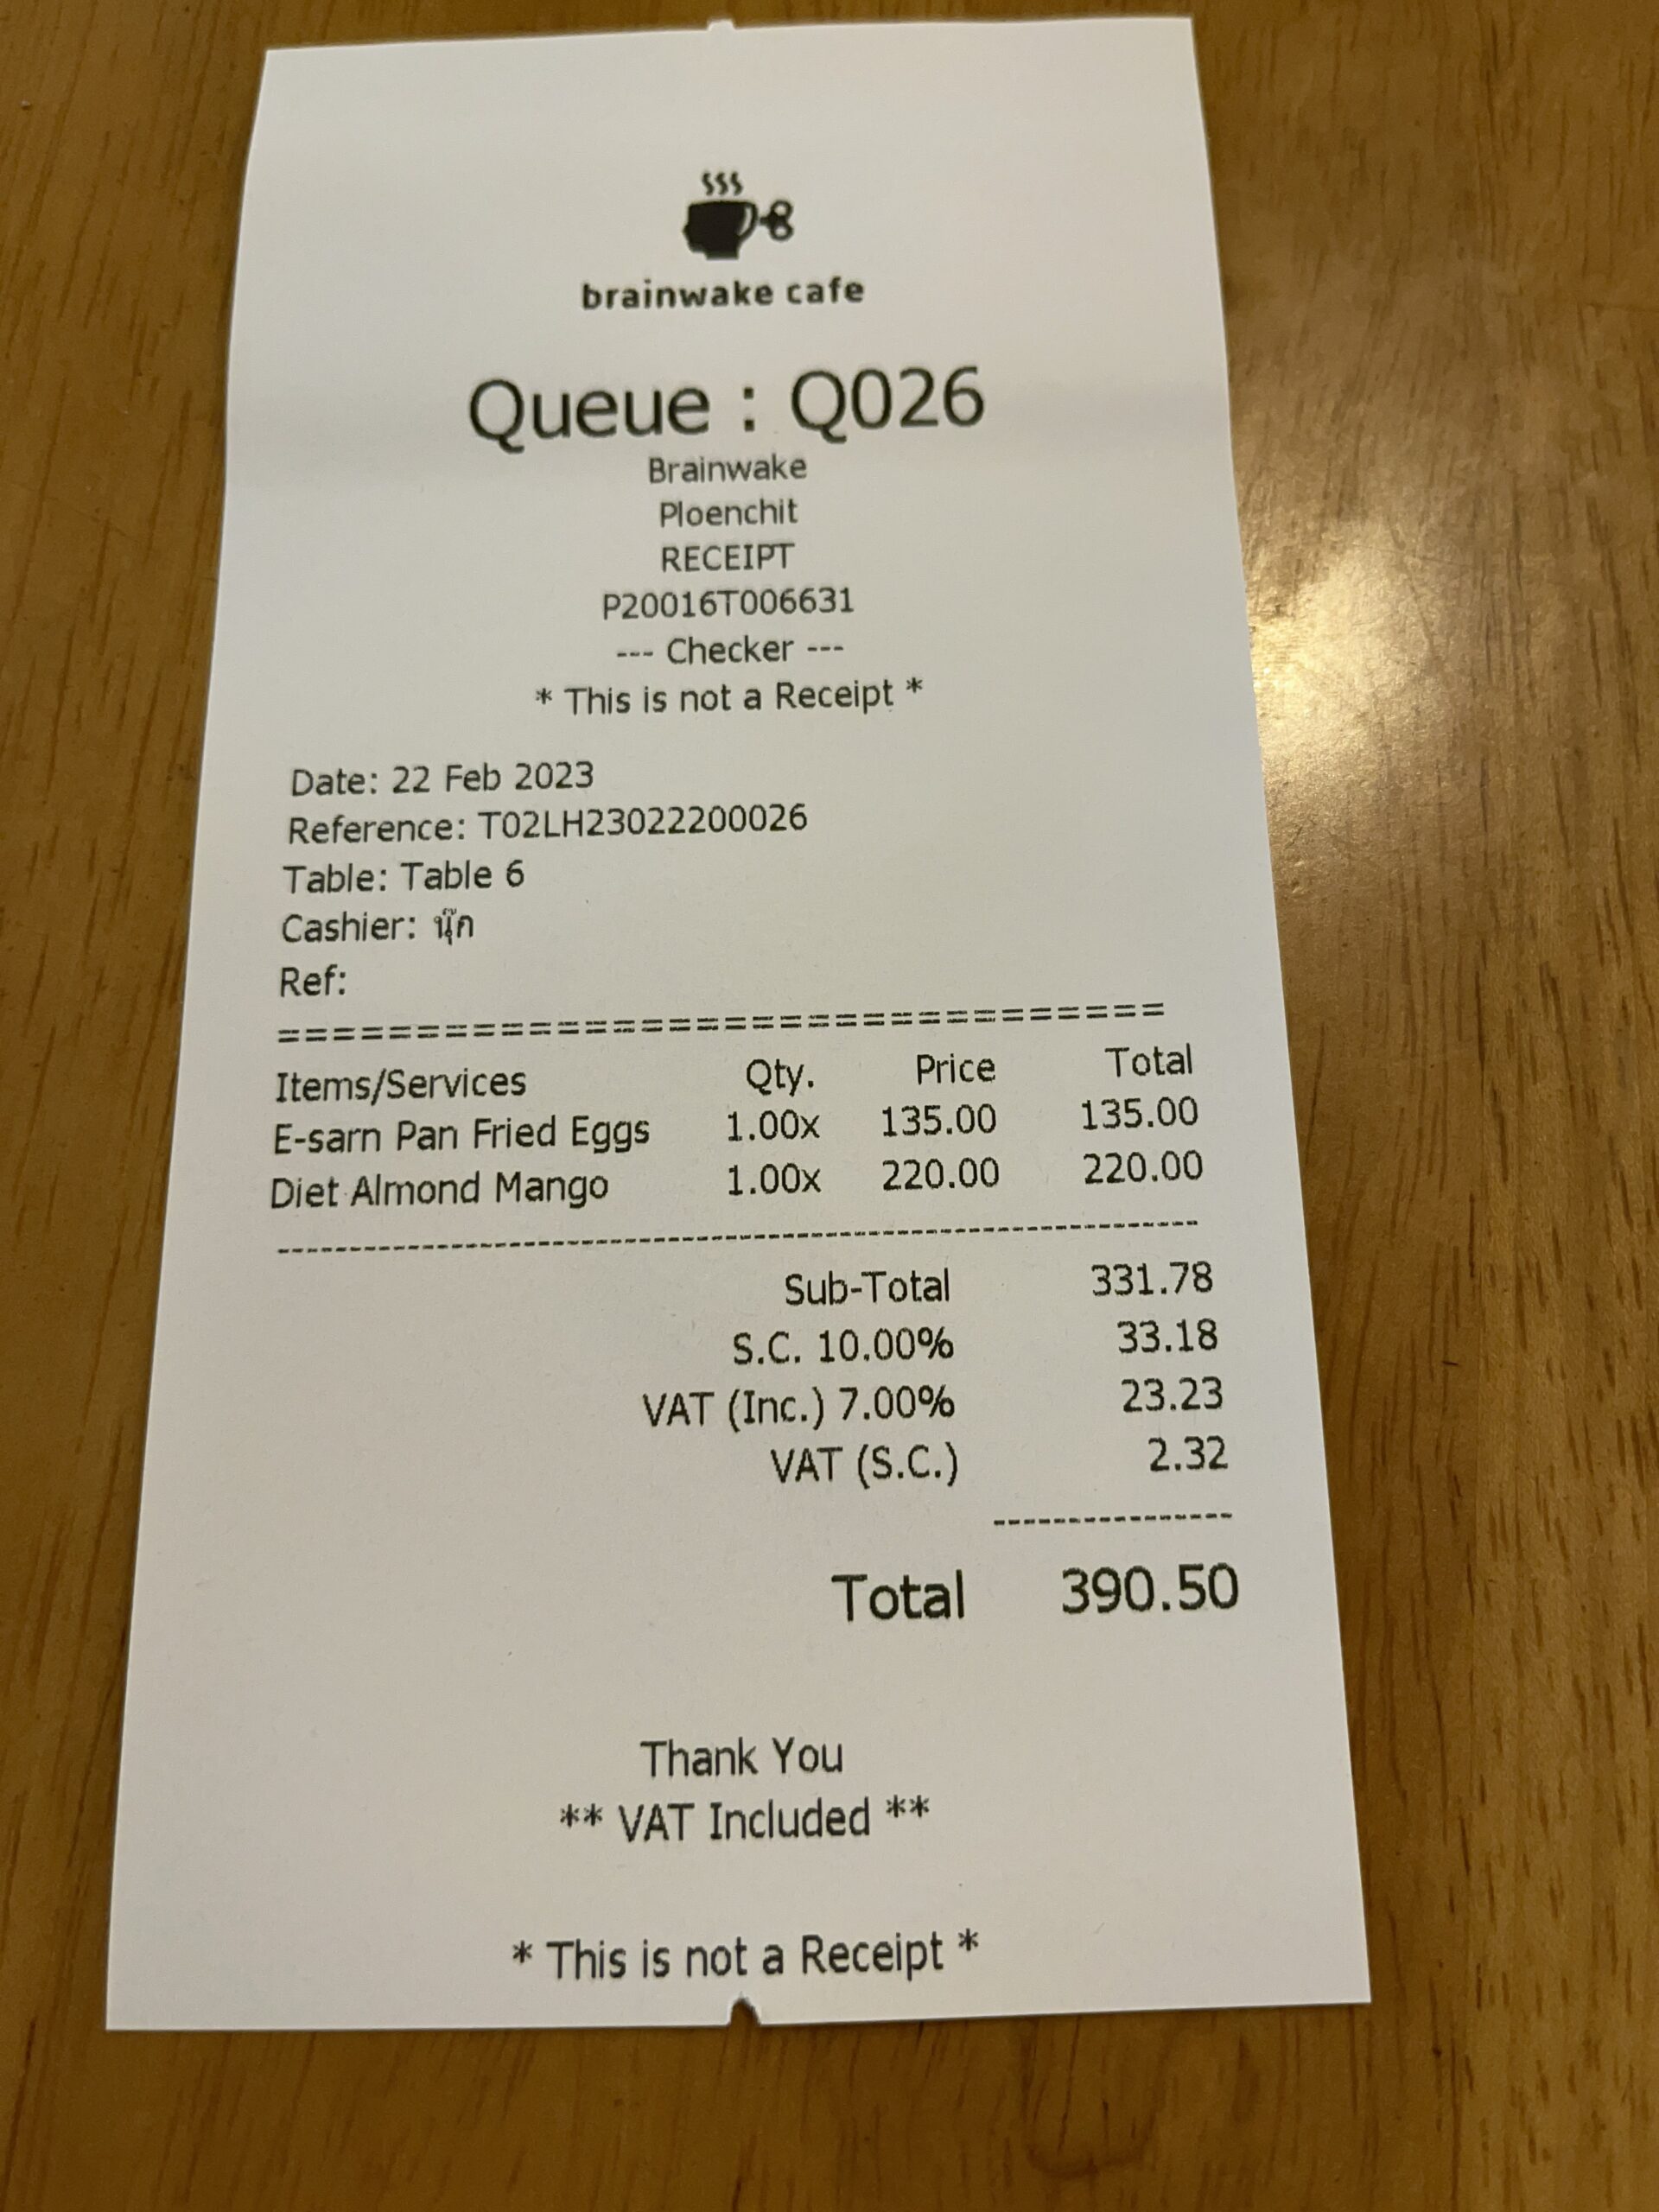 brainwake cafe
Queue : Q026
Brainwake
Ploenchit
RECEIPT
P20016T006631
--- Checker ---
* This is not a Receipt *
Date: 22 Feb 2023
Reference: T02LH23022200026
Table: Table 6
Cashier: นุ๊ก
Ref:
================================
Items/Services Qty. Price Total
E-sarn Pan Fried Eggs 1.00x 135.00 135.00
Diet Almond Mango 1.00x 220.00 220.00
Sub-Total 331.78
S.C. 10.00% 33.18
VAT (Inc.) 7.00% 23.23
VAT (S.C.) 2.32
Total 390.50
Thank You
** VAT Included **
* This is not a Receipt *